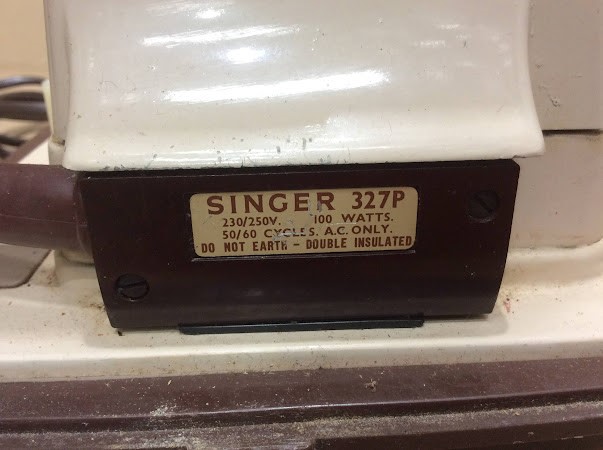 SINGER 327P
230/250V. 100 WATTS.
50/60 CYCLES. A.C. ONLY.
DO NOT EARTH - DOUBLE INSULATED